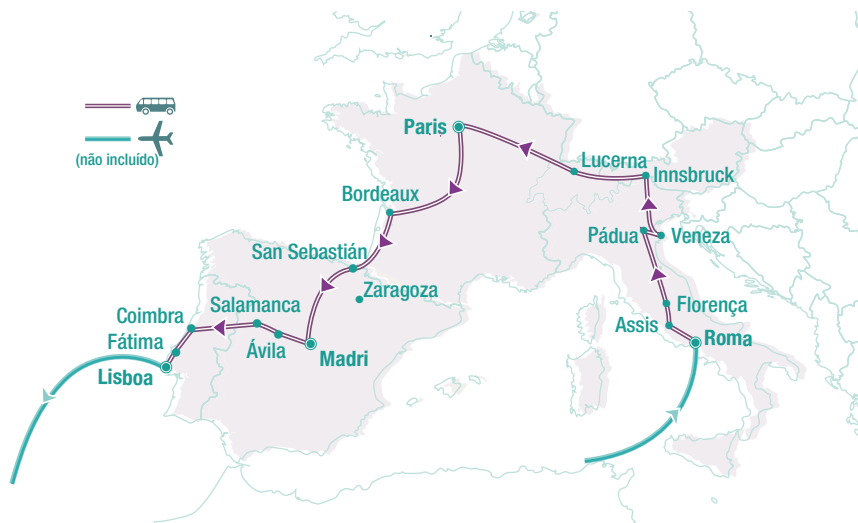 (não incluído)
Paris
Lucerna
Innsbruck
Bordeaux
Pádua
Veneza
San Sebastián
Zaragoza
Coimbra
Salamanca
Florença
Fátima
Assis
Roma
Lisboa
Ávila
Madri